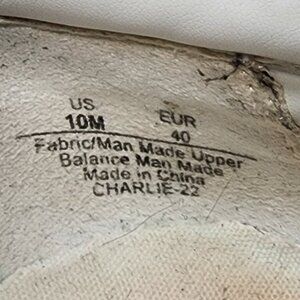 US EUR
10M 40
Fabric/Man Made Upper
Balance Man Made
Made in China
CHARLIE-22